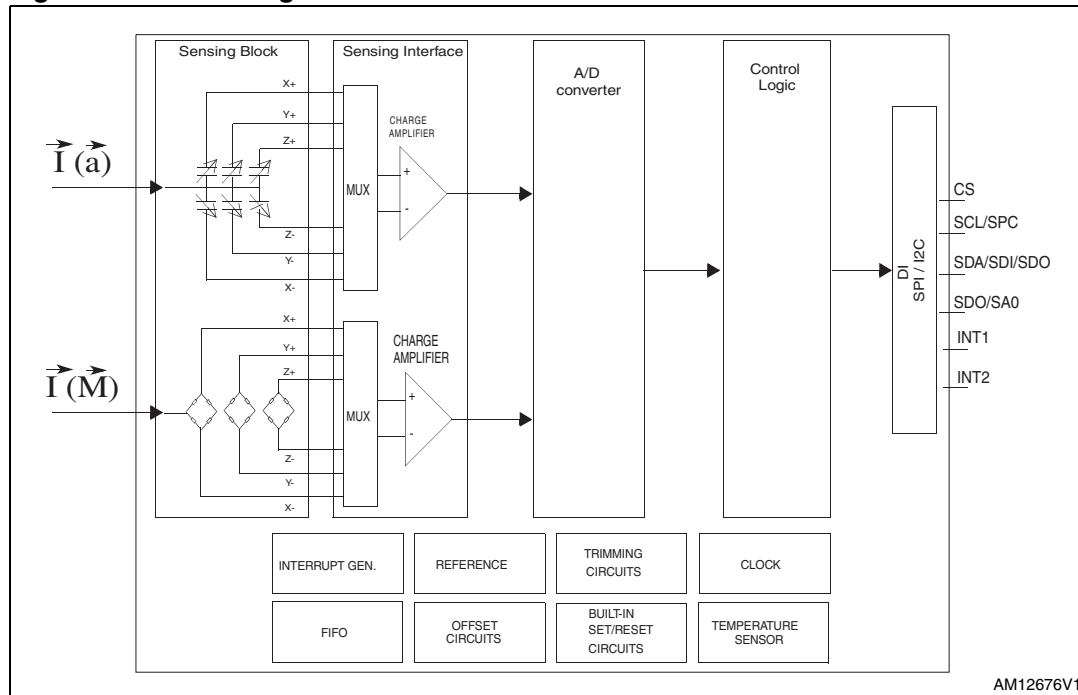 Sensing Block
Sensing Interface
A/D
converter
Control
Logic
X+
Y+
Z+
CHARGE
AMPLIFIER
I (a)
+
MUX
-
Z-
Y-
X-
X+
Y+
Z+
CHARGE
AMPLIFIER
I (M)
+
MUX
-
Z-
Y-
X-
DI
SPI / I2C
CS
SCL/SPC
SDA/SDI/SDO
SDO/SA0
INT1
INT2
INTERRUPT GEN.
REFERENCE
TRIMMING
CIRCUITS
CLOCK
FIFO
OFFSET
CIRCUITS
BUILT-IN
SET/RESET
CIRCUITS
TEMPERATURE
SENSOR
AM12676V1